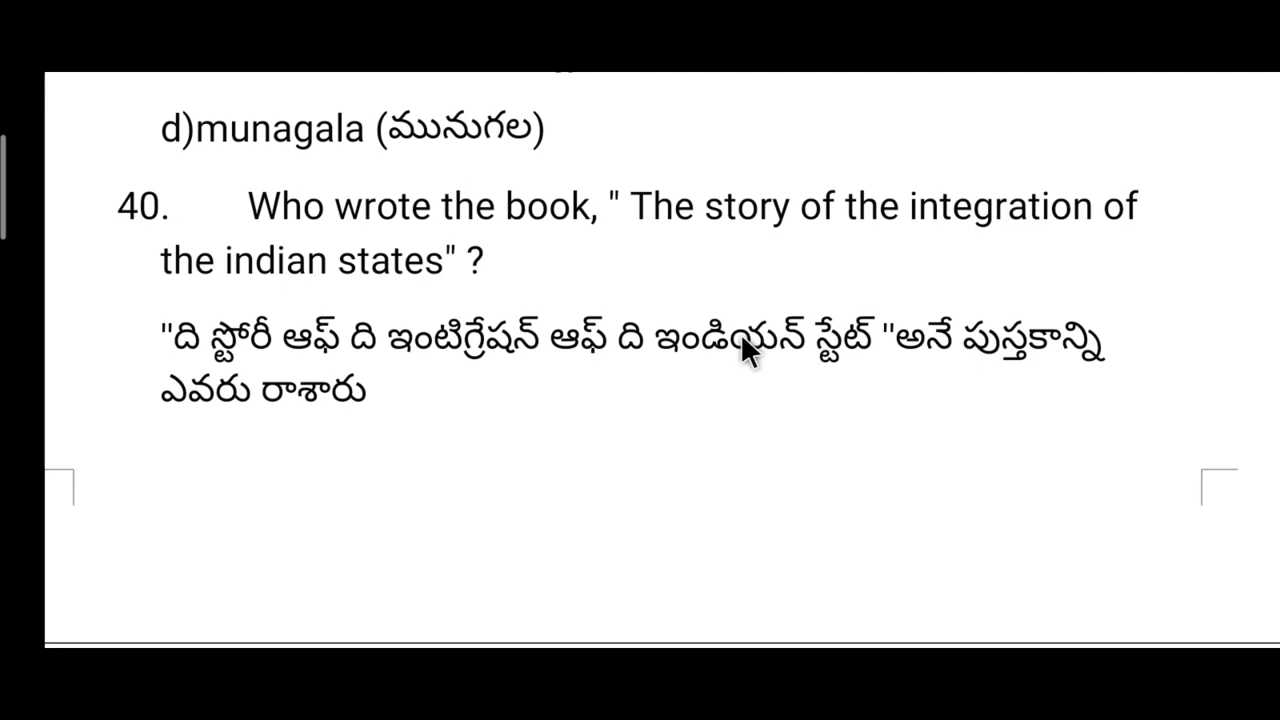 d)munagala (మునుగల)
40. Who wrote the book, " The story of the integration of
the indian states" ?
"ది స్టోరీ ఆఫ్ ది ఇంటిగ్రేషన్ ఆఫ్ ది ఇండియన్ స్టేట్ "అనే పుస్తకాన్ని
ఎవరు రాశారు